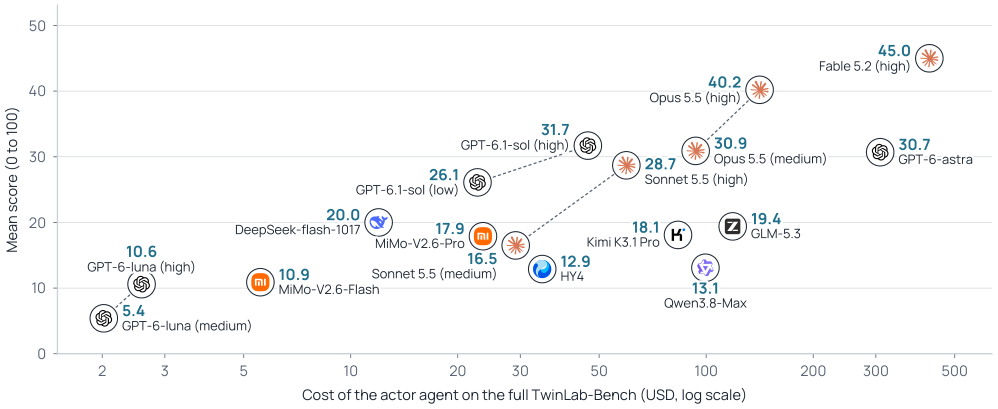 50
40
30
20
10
0
Mean score (0 to 100)
45.0
Fable 5.2 (high)
40.2
Opus 5.5 (high)
31.7
GPT-6.1-sol (high)
30.9
Opus 5.5 (medium)
30.7
GPT-6-astra
28.7
Sonnet 5.5 (high)
26.1
GPT-6.1-sol (low)
20.0
DeepSeek-flash-1017
17.9
MiMo-V2.6-Pro
16.5
Sonnet 5.5 (medium)
18.1
Kimi K3.1 Pro
19.4
GLM-5.3
12.9
HY4
13.1
Qwen3.8-Max
10.6
GPT-6-luna (high)
10.9
MiMo-V2.6-Flash
5.4
GPT-6-luna (medium)
2 3 5 10 20 30 50 100 200 300 500
Cost of the actor agent on the full TwinLab-Bench (USD, log scale)